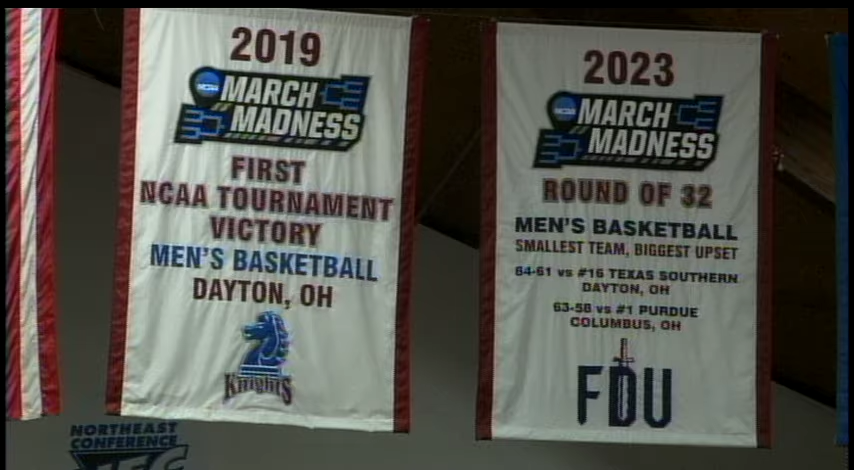 2019
NCAA
MARCH
MADNESS
FIRST
NCAA TOURNAMENT
VICTORY
MEN'S BASKETBALL
DAYTON, OH
Knights
2023
NCAA
MARCH
MADNESS
ROUND OF 32
MEN'S BASKETBALL
SMALLEST TEAM, BIGGEST UPSET
84-61 vs #16 TEXAS SOUTHERN
DAYTON, OH
63-58 vs #1 PURDUE
COLUMBUS, OH
FDU
NORTHEAST
CONFERENCE
NEC